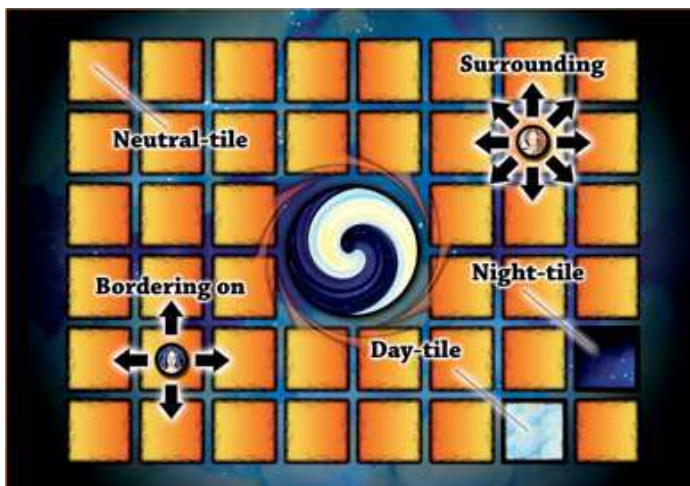 Surrounding
Neutral-tile
Night-tile
Bordering on
Day-tile